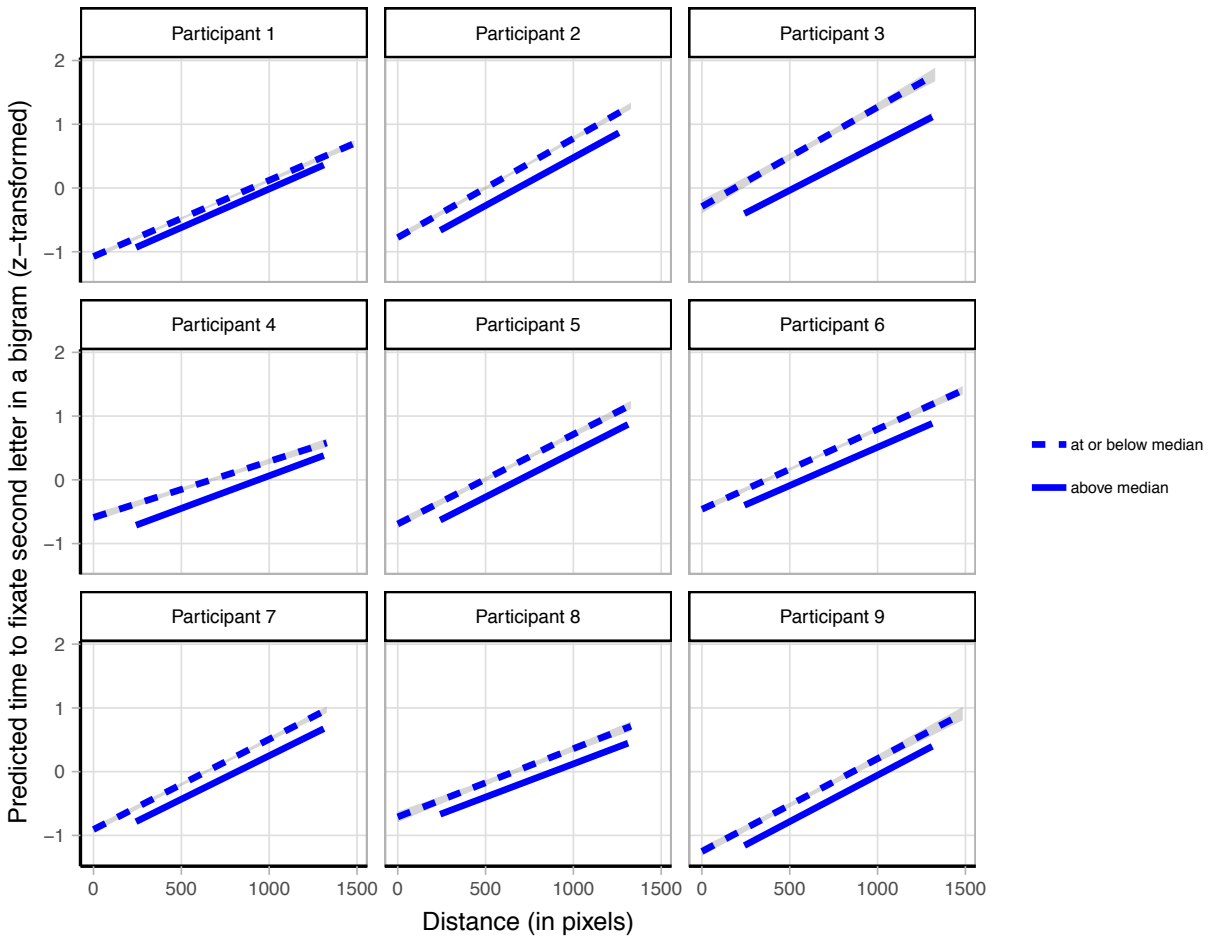 Participant 1
Participant 2
Participant 3
2
1
0
−1
Participant 4
Participant 5
Participant 6
2
1
0
−1
Participant 7
Participant 8
Participant 9
2
1
0
−1
0 500 1000 1500
0 500 1000 1500
0 500 1000 1500
Distance (in pixels)
Predicted time to fixate second letter in a bigram (z−transformed)
at or below median
above median